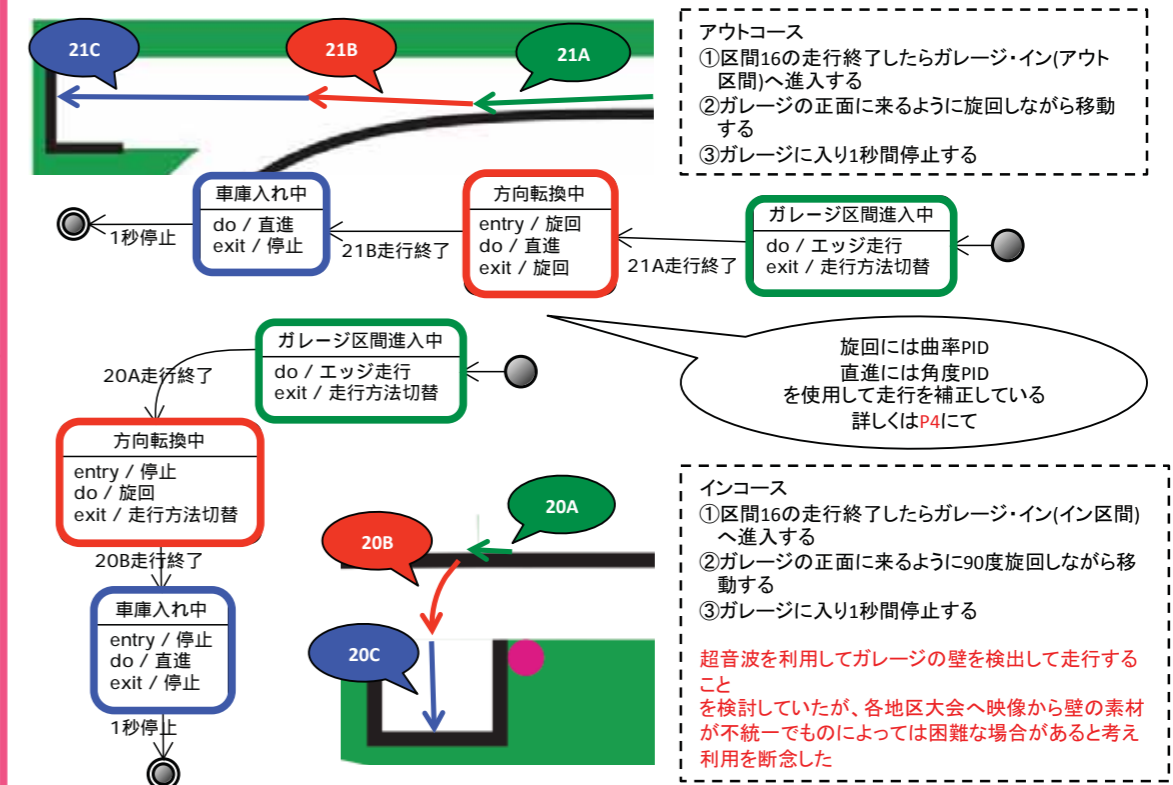 21C
21B
21A
アウトコース
①区間16の走行終了したらガレージ・イン(アウト
区間)へ進入する
②ガレージの正面に来るように旋回しながら移動
する
③ガレージに入り1秒間停止する
車庫入れ中
do / 直進
exit / 停止
方向転換中
entry / 旋回
do / 直進
exit / 旋回
ガレージ区間進入中
do / エッジ走行
exit / 走行方法切替
1秒停止
21B走行終了
21A走行終了
旋回には曲率PID
直進には角度PID
を使用して走行を補正している
詳しくはP4にて
ガレージ区間進入中
do / エッジ走行
exit / 走行方法切替
20A走行終了
方向転換中
entry / 停止
do / 旋回
exit / 走行方法切替
20B走行終了
車庫入れ中
entry / 停止
do / 直進
exit / 停止
1秒停止
20A
20B
20C
インコース
①区間16の走行終了したらガレージ・イン(イン区間)
へ進入する
②ガレージの正面に来るように90度旋回しながら移
動する
③ガレージに入り1秒間停止する
超音波を利用してガレージの壁を検出して走行する
こと
を検討していたが、各地区大会へ映像から壁の素材
が不統一でものによっては困難な場合があると考え
利用を断念した